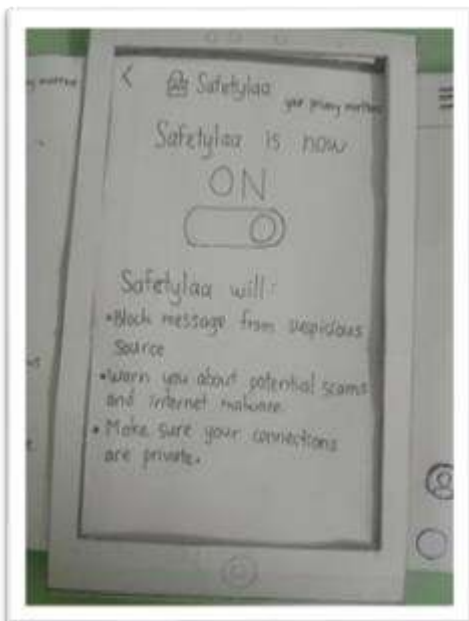 < Safetylaa
your privacy matters
Safetylaa is now
ON
Safetylaa will:
•Block message from suspicious
Source
•Warn you about potential scams
and internet malware.
•Make sure your connections
are private.